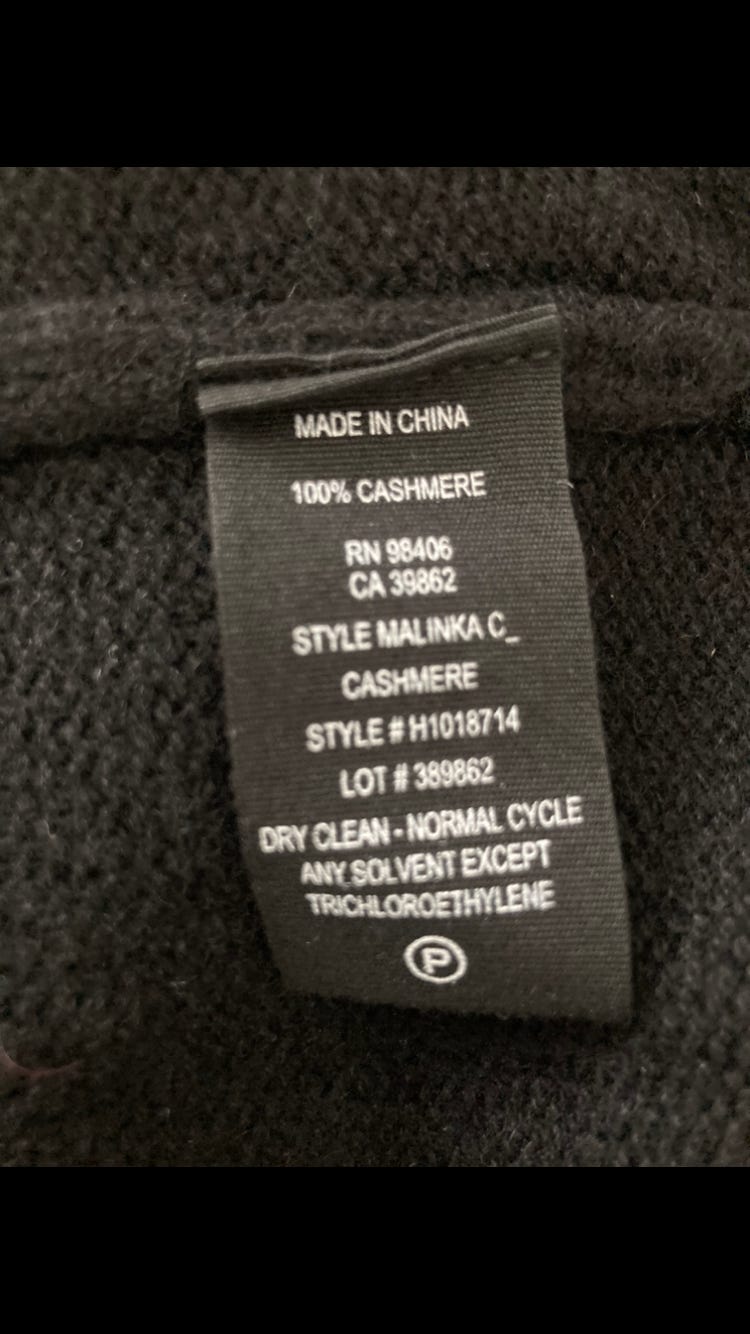 MADE IN CHINA
100% CASHMERE
RN 98406
CA 39862
STYLE MALINKA C_
CASHMERE
STYLE # H1018714
LOT # 389862
DRY CLEAN - NORMAL CYCLE
ANY SOLVENT EXCEPT
TRICHLOROETHYLENE
P